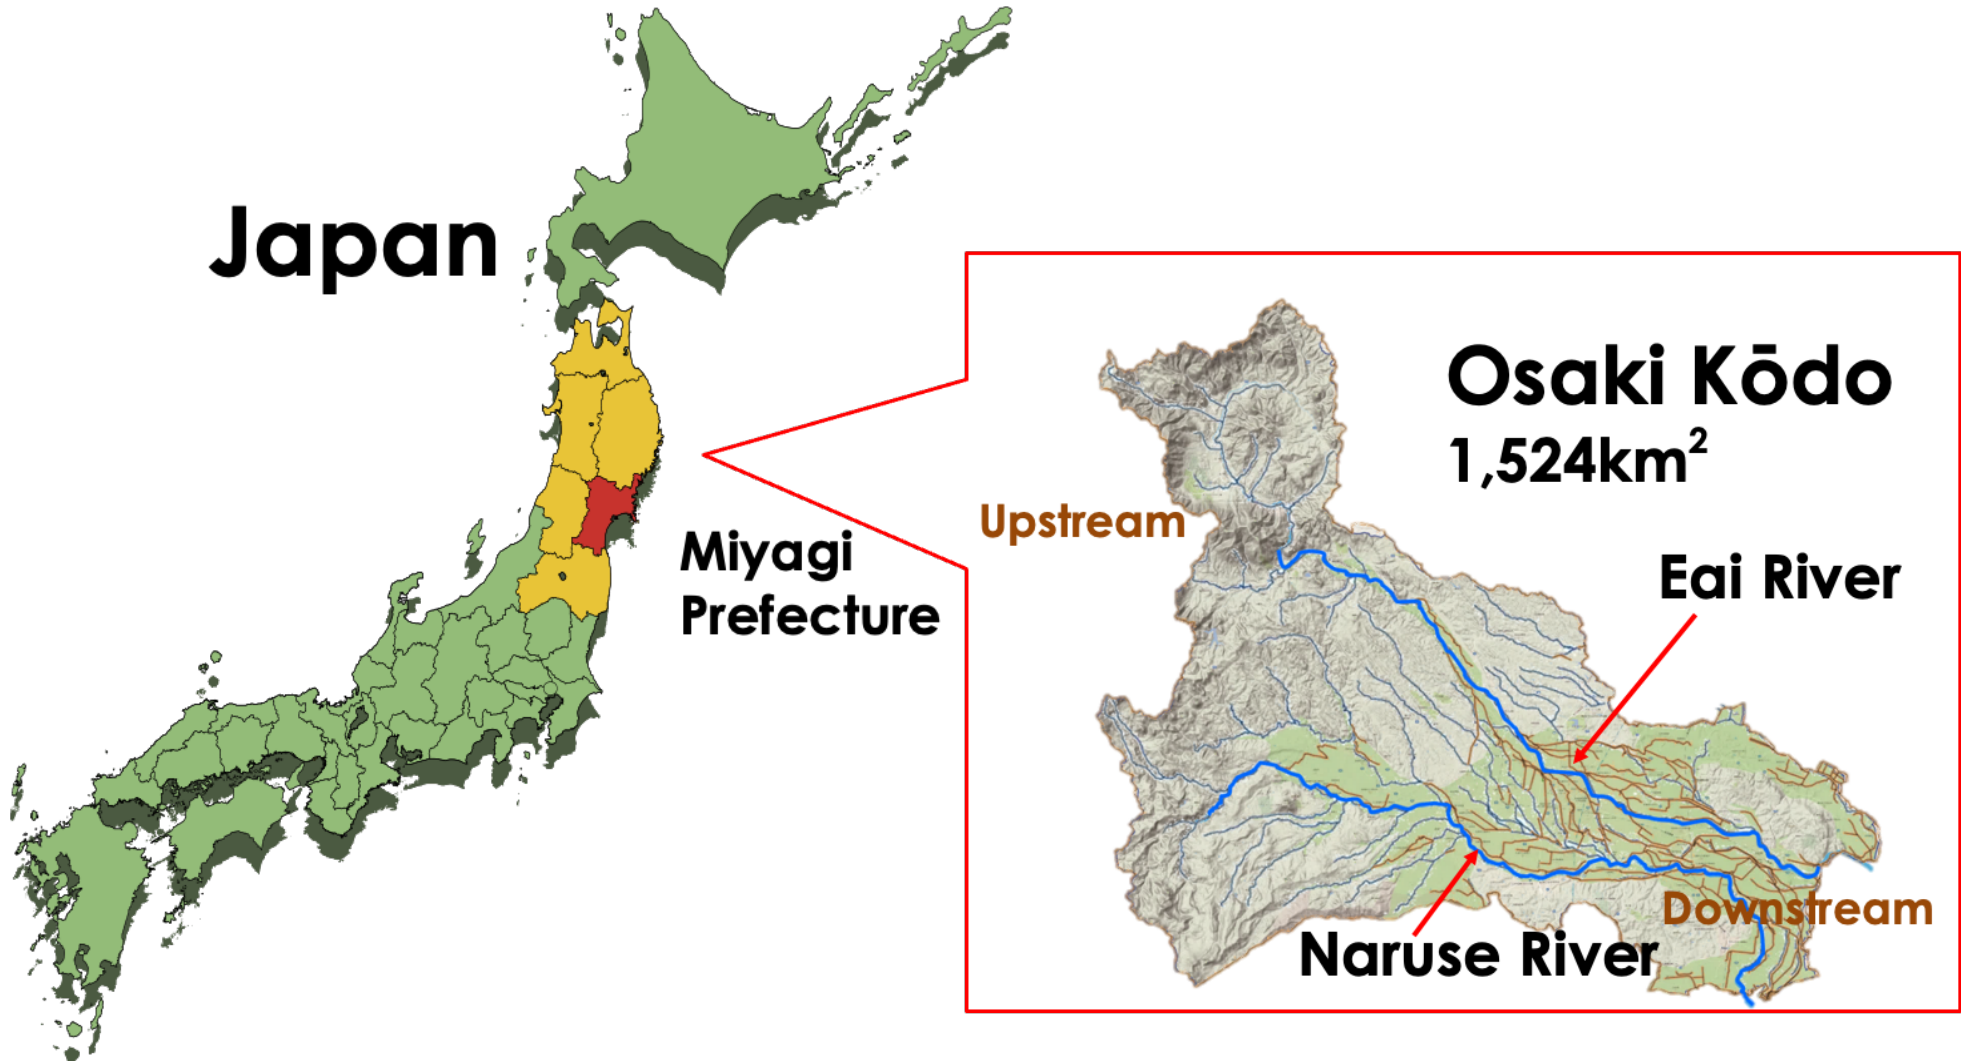 Japan
Miyagi
Prefecture
Osaki Kōdo
1,524km²
Upstream
Eai River
Downstream
Naruse River